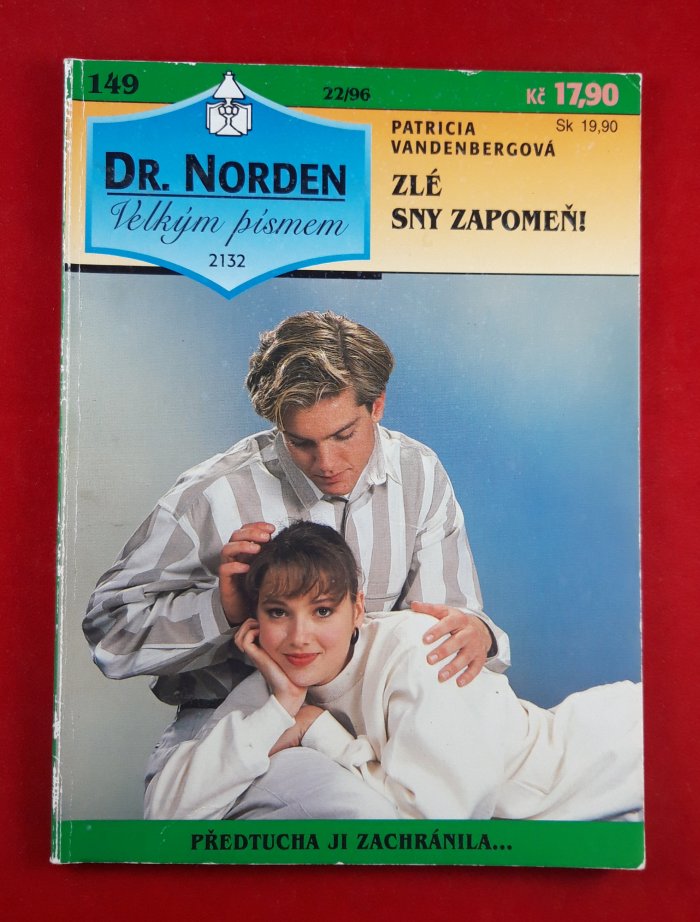 149
22/96
Kč 17,90
DR. NORDEN
Velkým písmem
2132
PATRICIA
VANDENBERGOVÁ
Sk 19,90
ZLÉ
SNY ZAPOMEŇ!
PŘEDTUCHA JI ZACHRÁNILA...